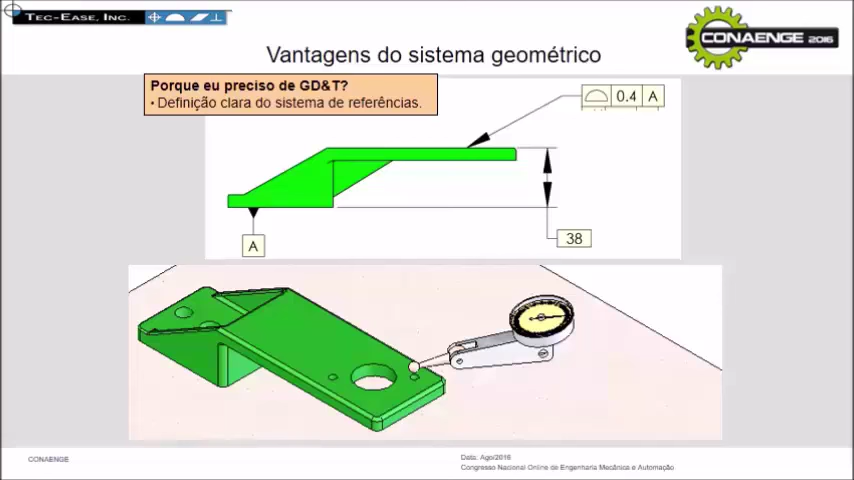 TEC-EASE, INC.
CONAENGE 2016
Vantagens do sistema geométrico
Porque eu preciso de GD&T?
• Definição clara do sistema de referências.
0.4 A
A
38
CONAENGE
Data: Ago/2016
Congresso Nacional Online de Engenharia Mecânica e Automação